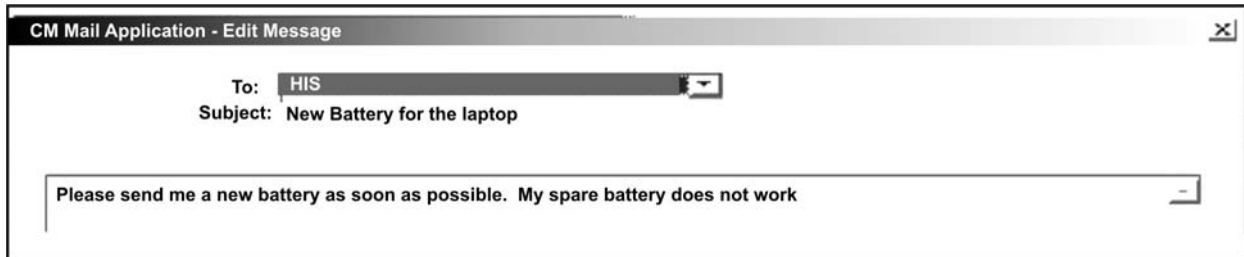 CM Mail Application - Edit Message
To: HIS
Subject: New Battery for the laptop
Please send me a new battery as soon as possible. My spare battery does not work